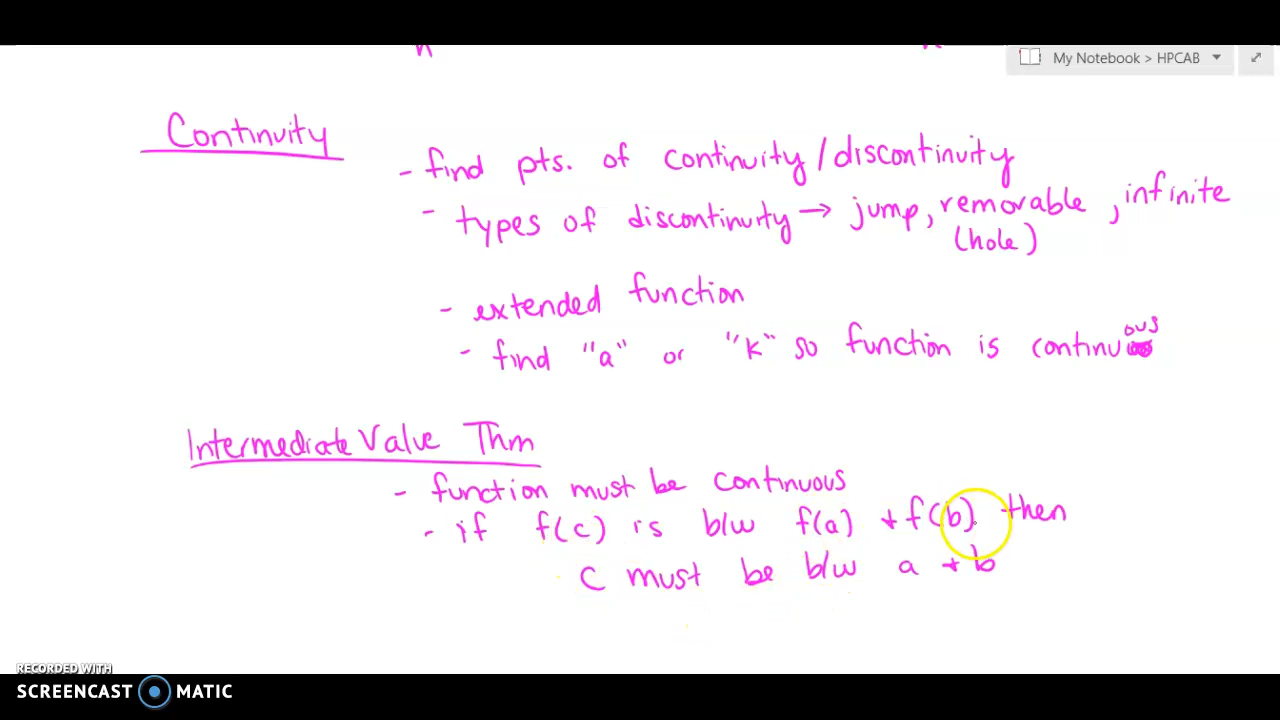 My Notebook > HPCAB
Continuity
- find pts. of continuity/discontinuity
- types of discontinuity → jump, removable, infinite
(hole)
- extended function
- find "a" or "k" so function is continuous
Intermediate Value Thm
- function must be continuous
- if f(c) is b/w f(a) + f(b) then
c must be b/w a + b
RECORDED WITH
SCREENCAST MATIC